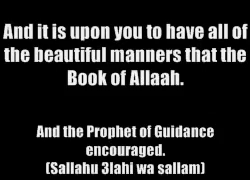 And it is upon you to have all of
the beautiful manners that the
Book of Allaah.
And the Prophet of Guidance
encouraged.
(Sallahu 3lahi wa sallam)